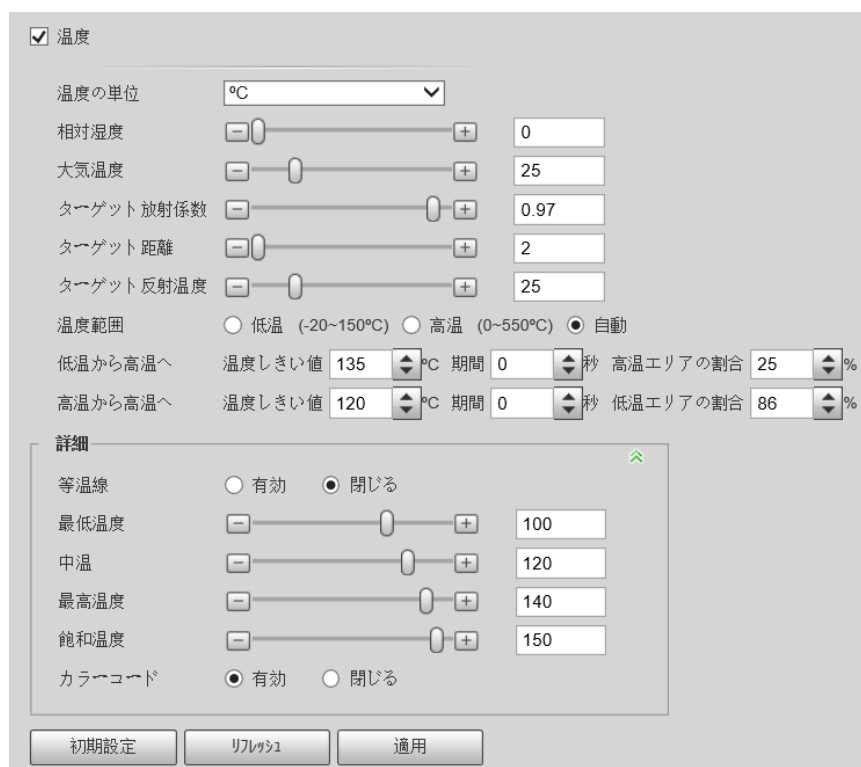 温度
温度の単位 ºC
相対湿度 0
大気温度 25
ターゲット放射係数 0.97
ターゲット距離 2
ターゲット反射温度 25
温度範囲 低温 (-20~150ºC) 高温 (0~550ºC) 自動
低温から高温へ 温度しきい値 135 ºC 期間 0 秒 高温エリアの割合 25 %
高温から高温へ 温度しきい値 120 ºC 期間 0 秒 低温エリアの割合 86 %
詳細
等温線 有効 閉じる
最低温度 100
中温 120
最高温度 140
飽和温度 150
カラーコード 有効 閉じる
初期設定 ﾘﾌﾚｯｼｭ 適用